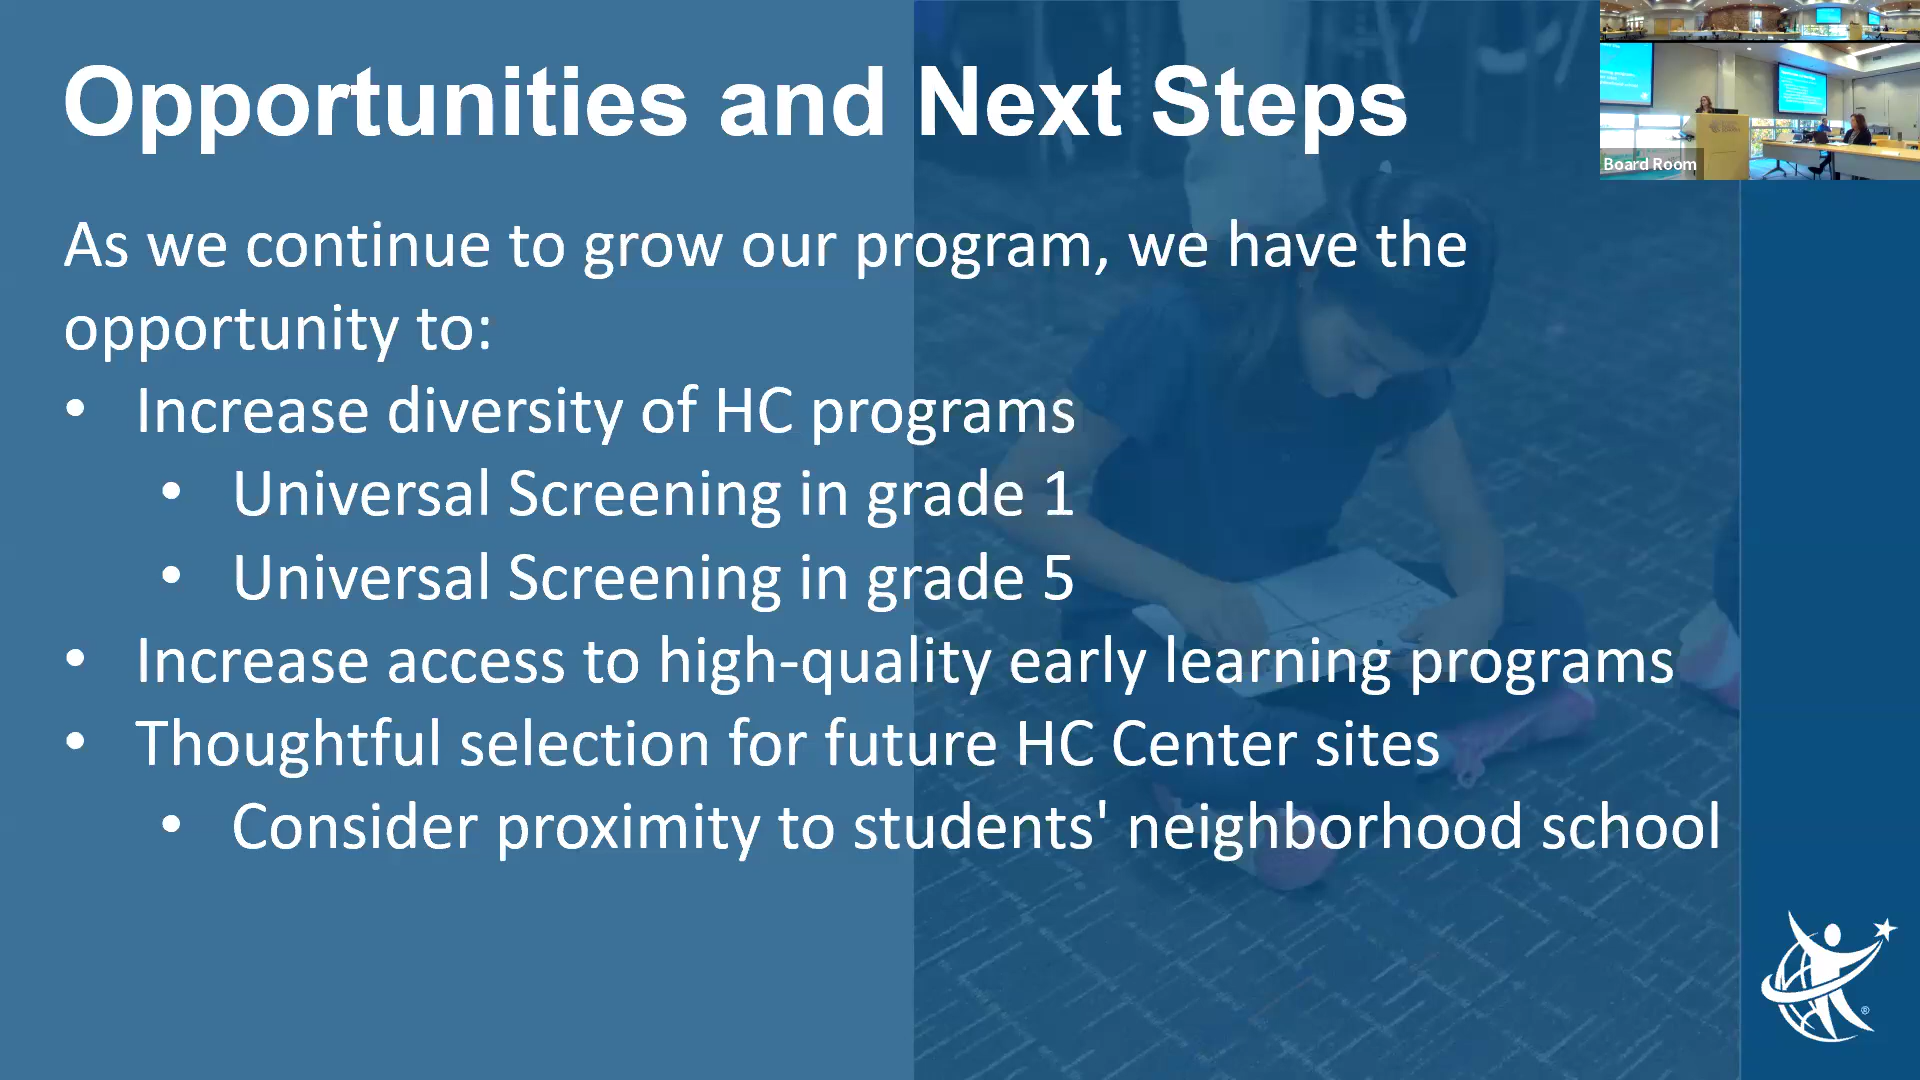 Opportunities and Next Steps
As we continue to grow our program, we have the
opportunity to:
• Increase diversity of HC programs
• Universal Screening in grade 1
• Universal Screening in grade 5
• Increase access to high-quality early learning programs
• Thoughtful selection for future HC Center sites
• Consider proximity to students' neighborhood school
Board Room
®